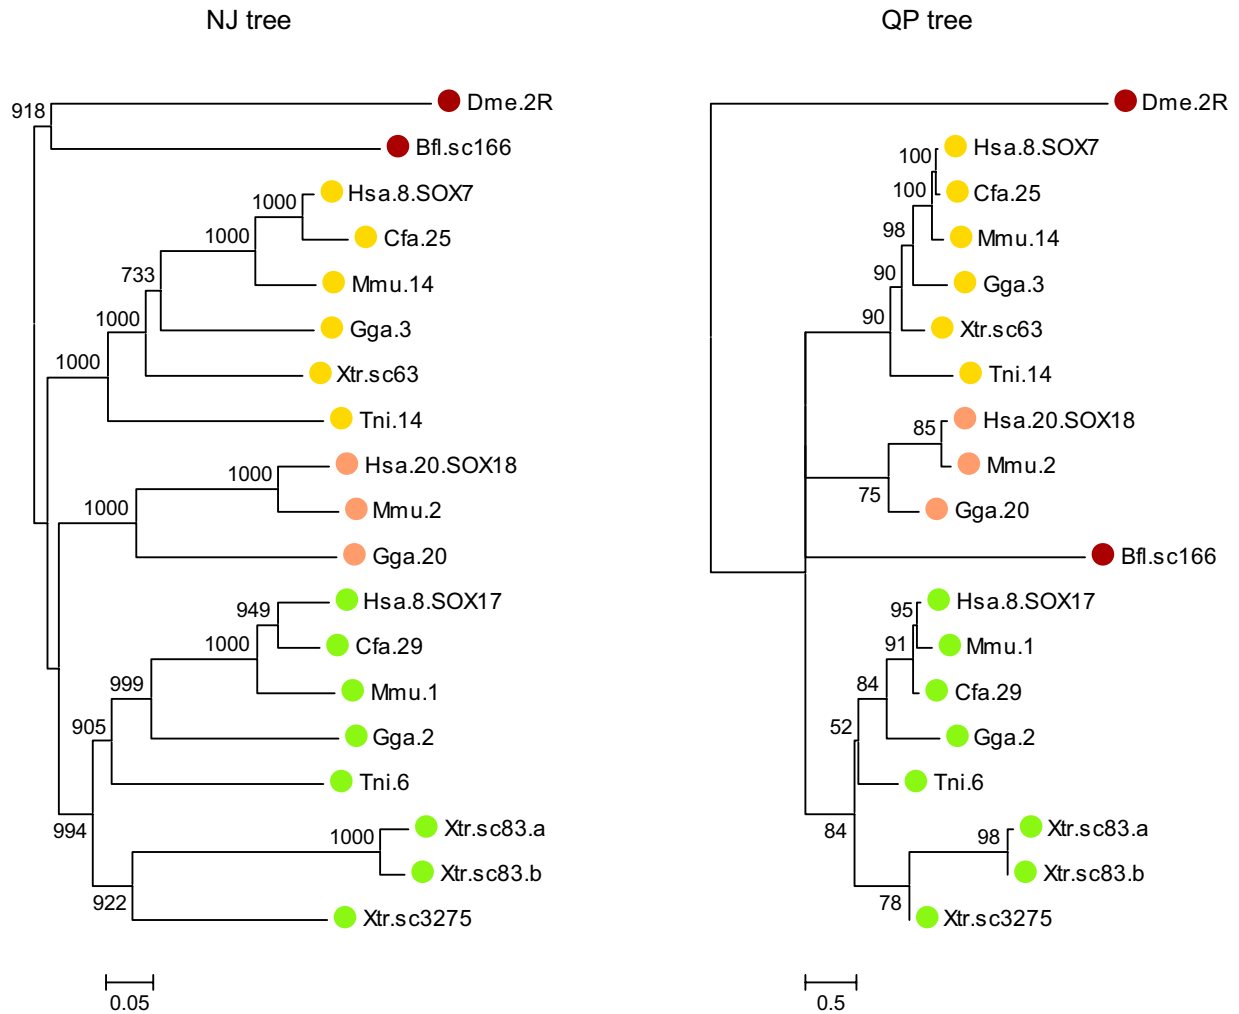 NJ tree
918
Dme.2R
Bfl.sc166
1000
Hsa.8.SOX7
1000
Cfa.25
733
Mmu.14
1000
Gga.3
1000
Xtr.sc63
Tni.14
1000
Hsa.20.SOX18
1000
Mmu.2
Gga.20
949
Hsa.8.SOX17
1000
Cfa.29
999
Mmu.1
905
Gga.2
Tni.6
994
1000
Xtr.sc83.a
Xtr.sc83.b
922
Xtr.sc3275
0.05
QP tree
Dme.2R
100
Hsa.8.SOX7
100
Cfa.25
98
Mmu.14
90
Gga.3
90
Xtr.sc63
Tni.14
85
Hsa.20.SOX18
Mmu.2
75
Gga.20
Bfl.sc166
95
Hsa.8.SOX17
91
Mmu.1
84
Cfa.29
52
Gga.2
Tni.6
84
98
Xtr.sc83.a
Xtr.sc83.b
78
Xtr.sc3275
0.5